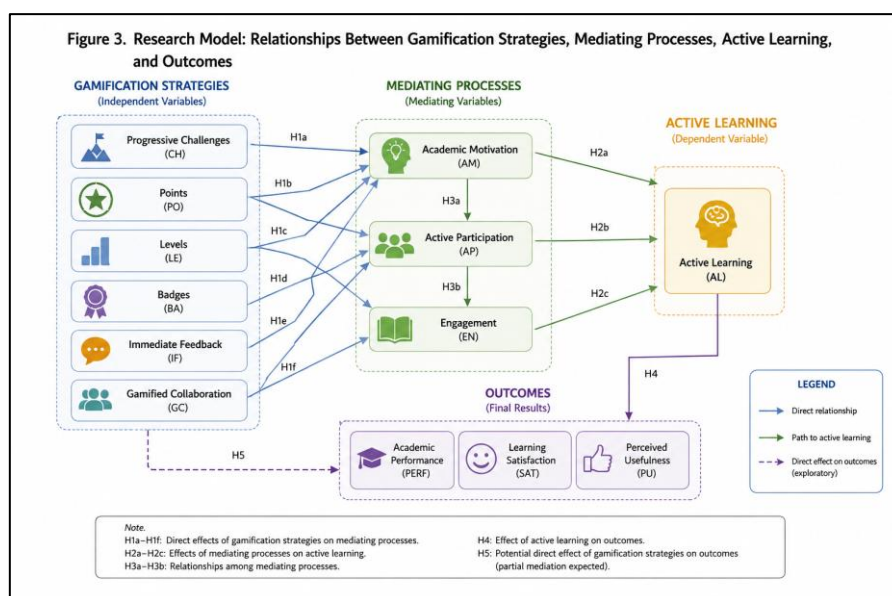 Figure 3. Research Model: Relationships Between Gamification Strategies, Mediating Processes, Active Learning,
and Outcomes
GAMIFICATION STRATEGIES
(Independent Variables)
Progressive Challenges
(CH)
Points
(PO)
Levels
(LE)
Badges
(BA)
Immediate Feedback
(IF)
Gamified Collaboration
(GC)
H1a
H1b
H1c
H1d
H1e
H1f
MEDIATING PROCESSES
(Mediating Variables)
Academic Motivation
(AM)
H3a
Active Participation
(AP)
H3b
Engagement
(EN)
H2a
H2b
H2c
ACTIVE LEARNING
(Dependent Variable)
Active Learning
(AL)
H4
H5
OUTCOMES
(Final Results)
Academic
Performance
(PERF)
Learning
Satisfaction
(SAT)
Perceived
Usefulness
(PU)
LEGEND
Direct relationship
Path to active learning
Direct effect on outcomes
(exploratory)
Note.
H1a–H1f: Direct effects of gamification strategies on mediating processes.
H2a–H2c: Effects of mediating processes on active learning.
H3a–H3b: Relationships among mediating processes.
H4: Effect of active learning on outcomes.
H5: Potential direct effect of gamification strategies on outcomes
(partial mediation expected).